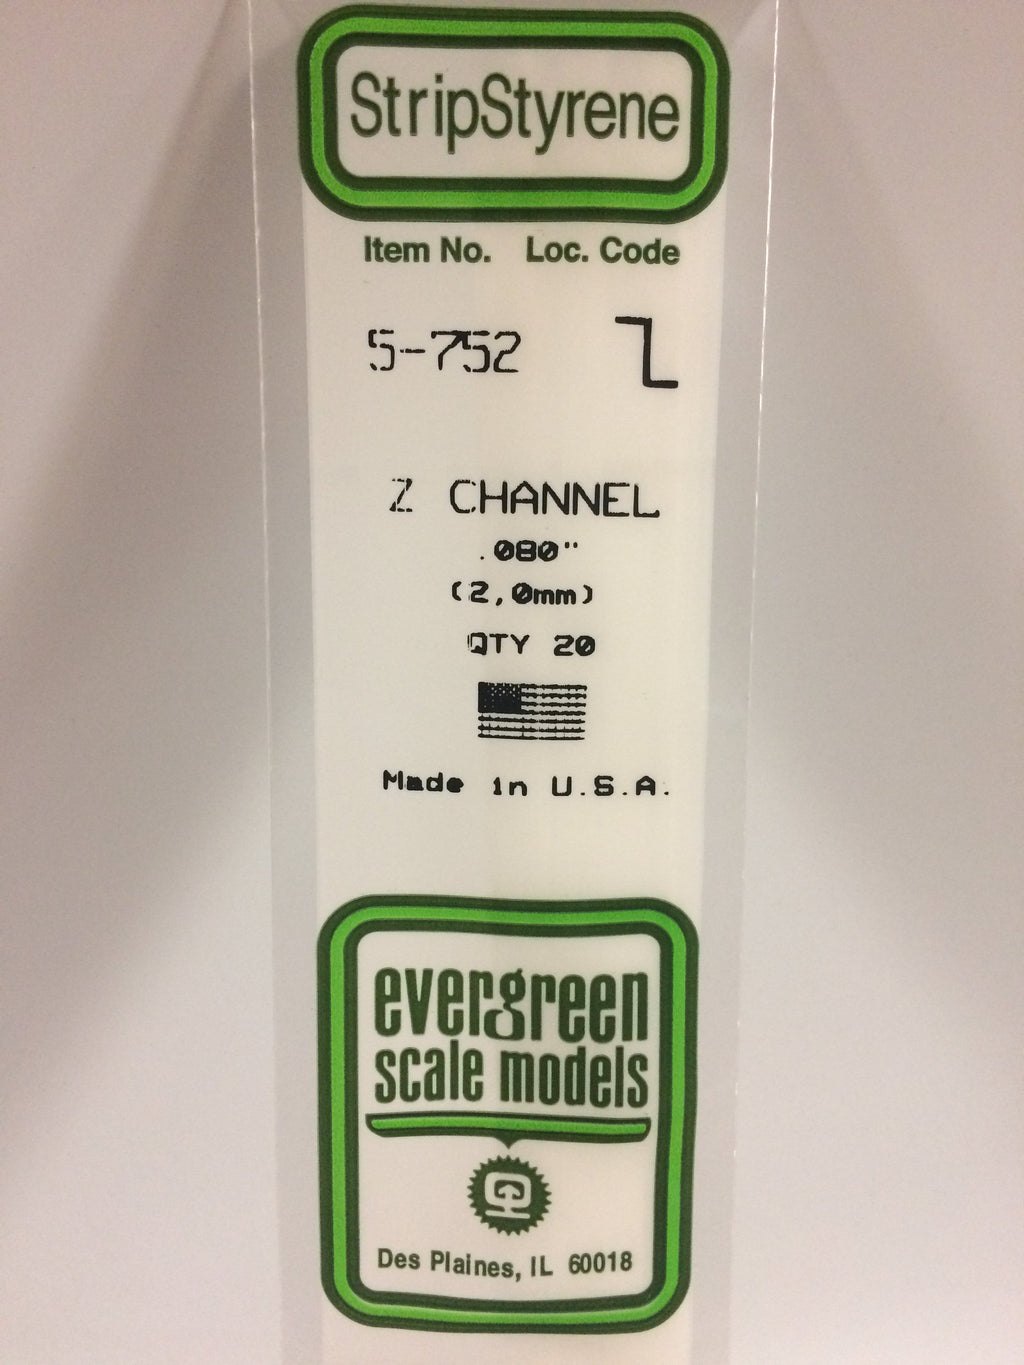 StripStyrene
Item No. Loc. Code
5-752
Z CHANNEL
.080"
(2,0mm)
QTY 20
Made in U.S.A.
evergreen
scale models
Des Plaines, IL 60018